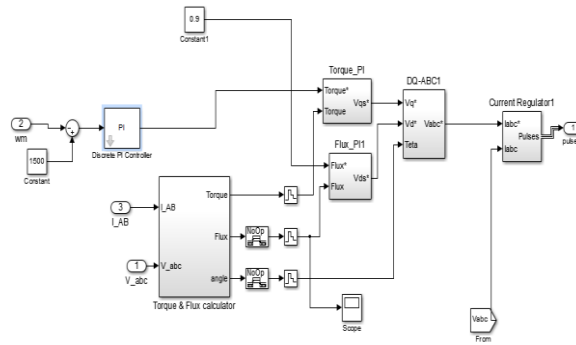 0.9
Constant1
Torque_PI
Torque*
Torque
Vqs*
DQ-ABC1
Vq*
Vd*
Teta
Vabc*
Current Regulator1
Iabc*
Pulses
Iabc
1
pulse
2
wm
PI
Discrete PI Controller
1500
Constant
Flux_PI1
Flux*
Flux
Vds*
3
I_AB
1
V_abc
I_AB
V_abc
Torque
Flux
angle
Torque & Flux calculator
NoOp
NoOp
Scope
Vabc
From